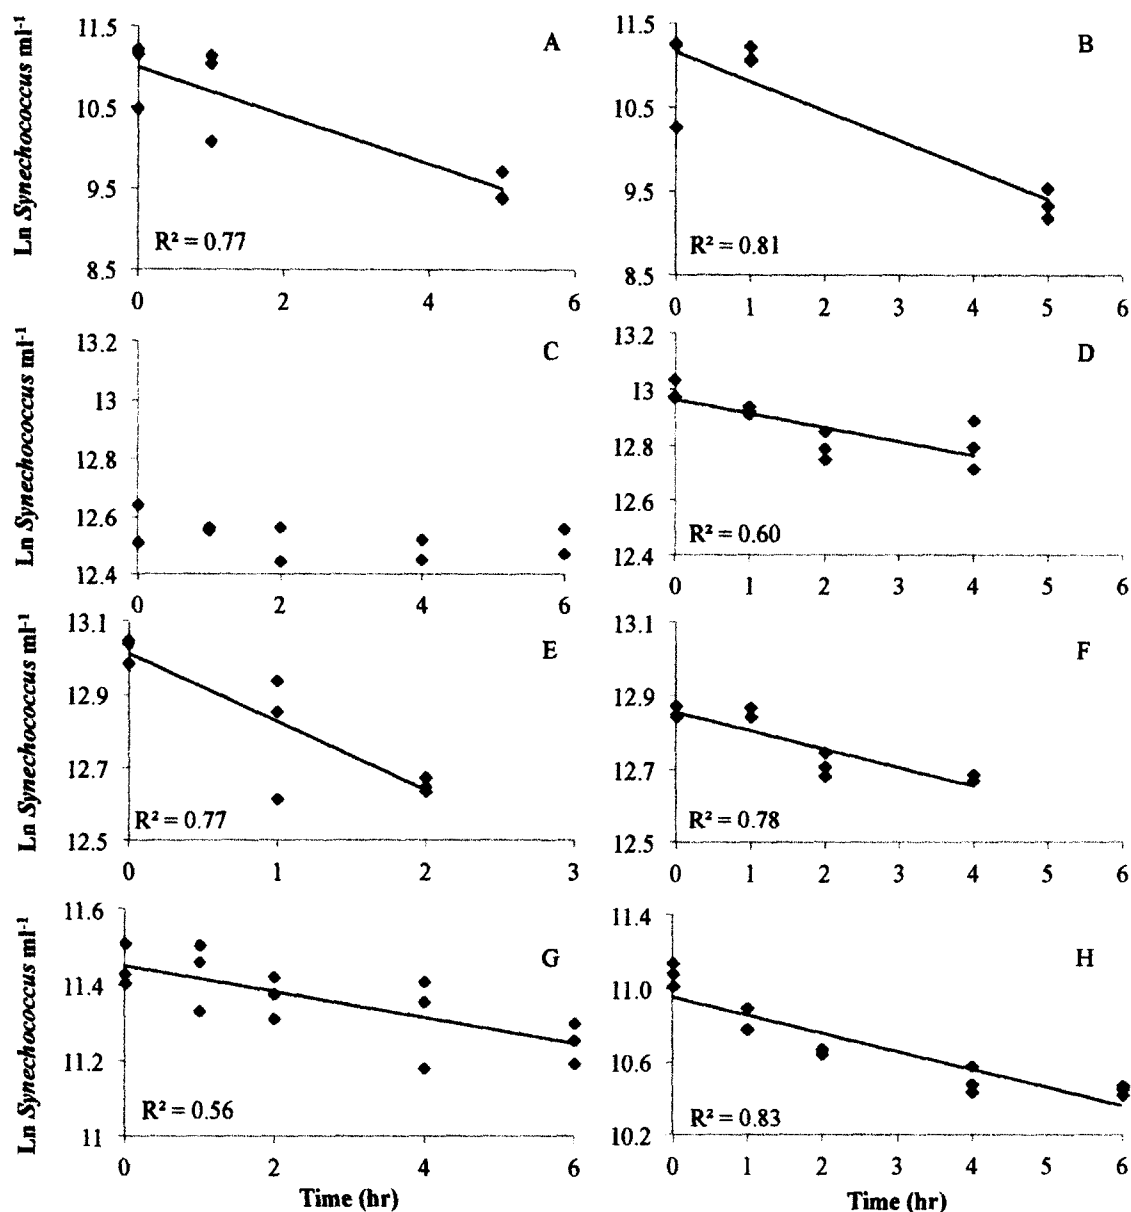 Ln Synechococcus ml⁻¹
11.5
10.5
9.5
8.5
A
R² = 0.77
0 2 4 6
11.5
10.5
9.5
8.5
B
R² = 0.81
0 1 2 3 4 5 6
Ln Synechococcus ml⁻¹
13.2
13
12.8
12.6
12.4
C
0 2 4 6
13.2
13
12.8
12.6
12.4
D
R² = 0.60
0 1 2 3 4 5 6
Ln Synechococcus ml⁻¹
13.1
12.9
12.7
12.5
E
R² = 0.77
0 1 2 3
13.1
12.9
12.7
12.5
F
R² = 0.78
0 1 2 3 4 5 6
Ln Synechococcus ml⁻¹
11.6
11.4
11.2
11
G
R² = 0.56
0 2 4 6
Time (hr)
11.4
11.0
10.6
10.2
H
R² = 0.83
0 1 2 3 4 5 6
Time (hr)